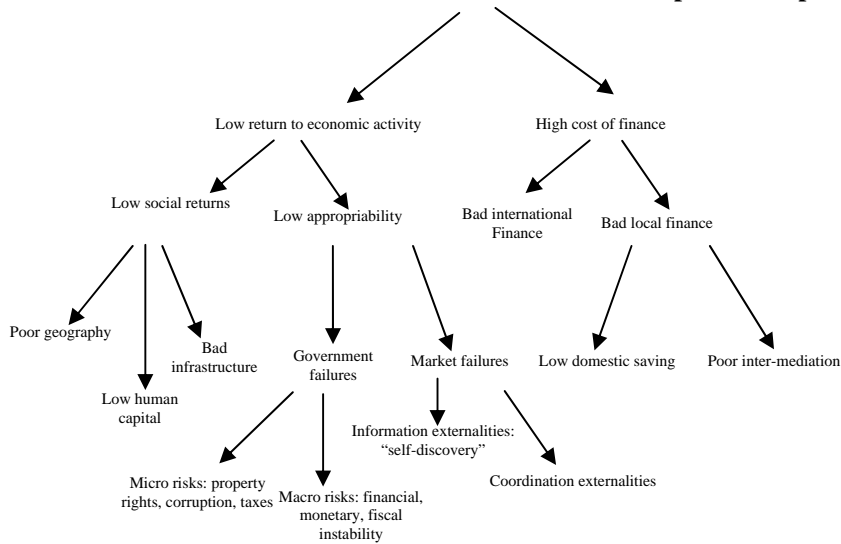 Low return to economic activity
High cost of finance
Low social returns
Low appropriability
Bad international
Finance
Bad local finance
Poor geography
Low human
capital
Bad
infrastructure
Government
failures
Market failures
Low domestic saving
Poor inter-mediation
Micro risks: property
rights, corruption, taxes
Macro risks: financial,
monetary, fiscal
instability
Information externalities:
“self-discovery”
Coordination externalities